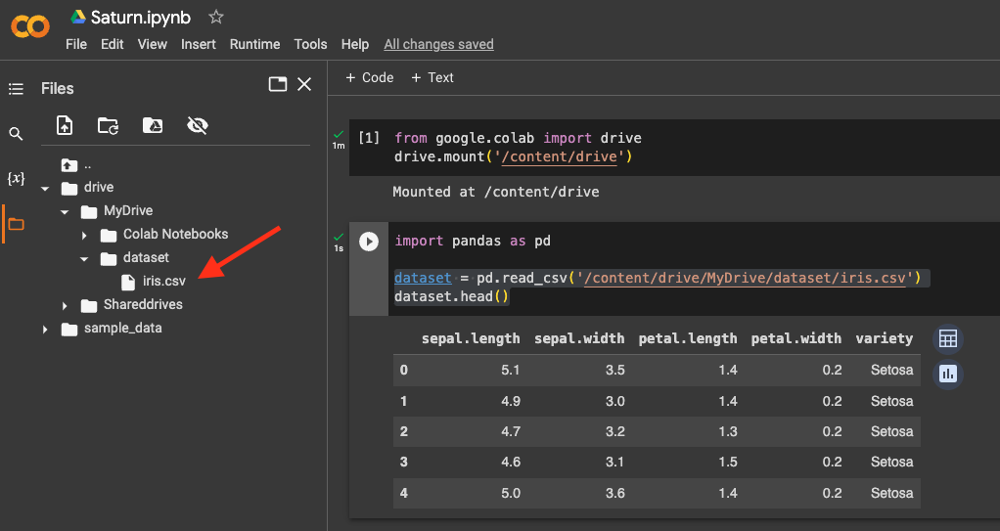 Saturn.ipynb
File Edit View Insert Runtime Tools Help All changes saved
Files
+ Code + Text
..
drive
MyDrive
Colab Notebooks
dataset
iris.csv
Shareddrives
sample_data
{x}
1m
[1] from google.colab import drive
drive.mount('/content/drive')
Mounted at /content/drive
1s
import pandas as pd
dataset = pd.read_csv('/content/drive/MyDrive/dataset/iris.csv')
dataset.head()
sepal.length sepal.width petal.length petal.width variety
0 5.1 3.5 1.4 0.2 Setosa
1 4.9 3.0 1.4 0.2 Setosa
2 4.7 3.2 1.3 0.2 Setosa
3 4.6 3.1 1.5 0.2 Setosa
4 5.0 3.6 1.4 0.2 Setosa